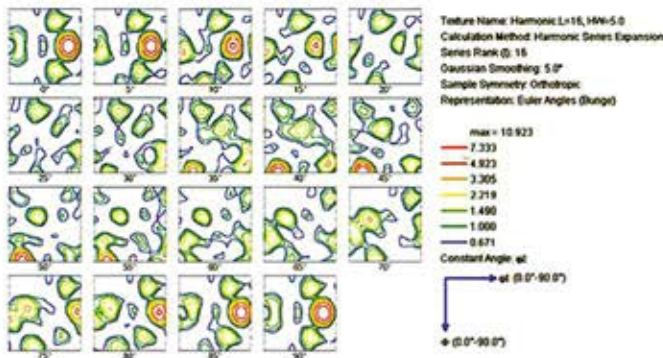 Texture Name: Harmonic L=16, HW=5.0
Calculation Method: Harmonic Series Expansion
Series Rank (l): 16
Gaussian Smoothing: 5.0°
Sample Symmetry: Orthotropic
Representation: Euler Angles (Bunge)
0° 5° 10° 15° 20°
max = 10.923
7.333
4.923
3.305
2.219
1.490
1.000
0.671
25° 30° 35° 40° 45°
Constant Angle: φ2
φ1 (0.0°-90.0°)
50° 55° 60° 65° 70°
Φ (0.0°-90.0°)
75° 80° 85° 90°